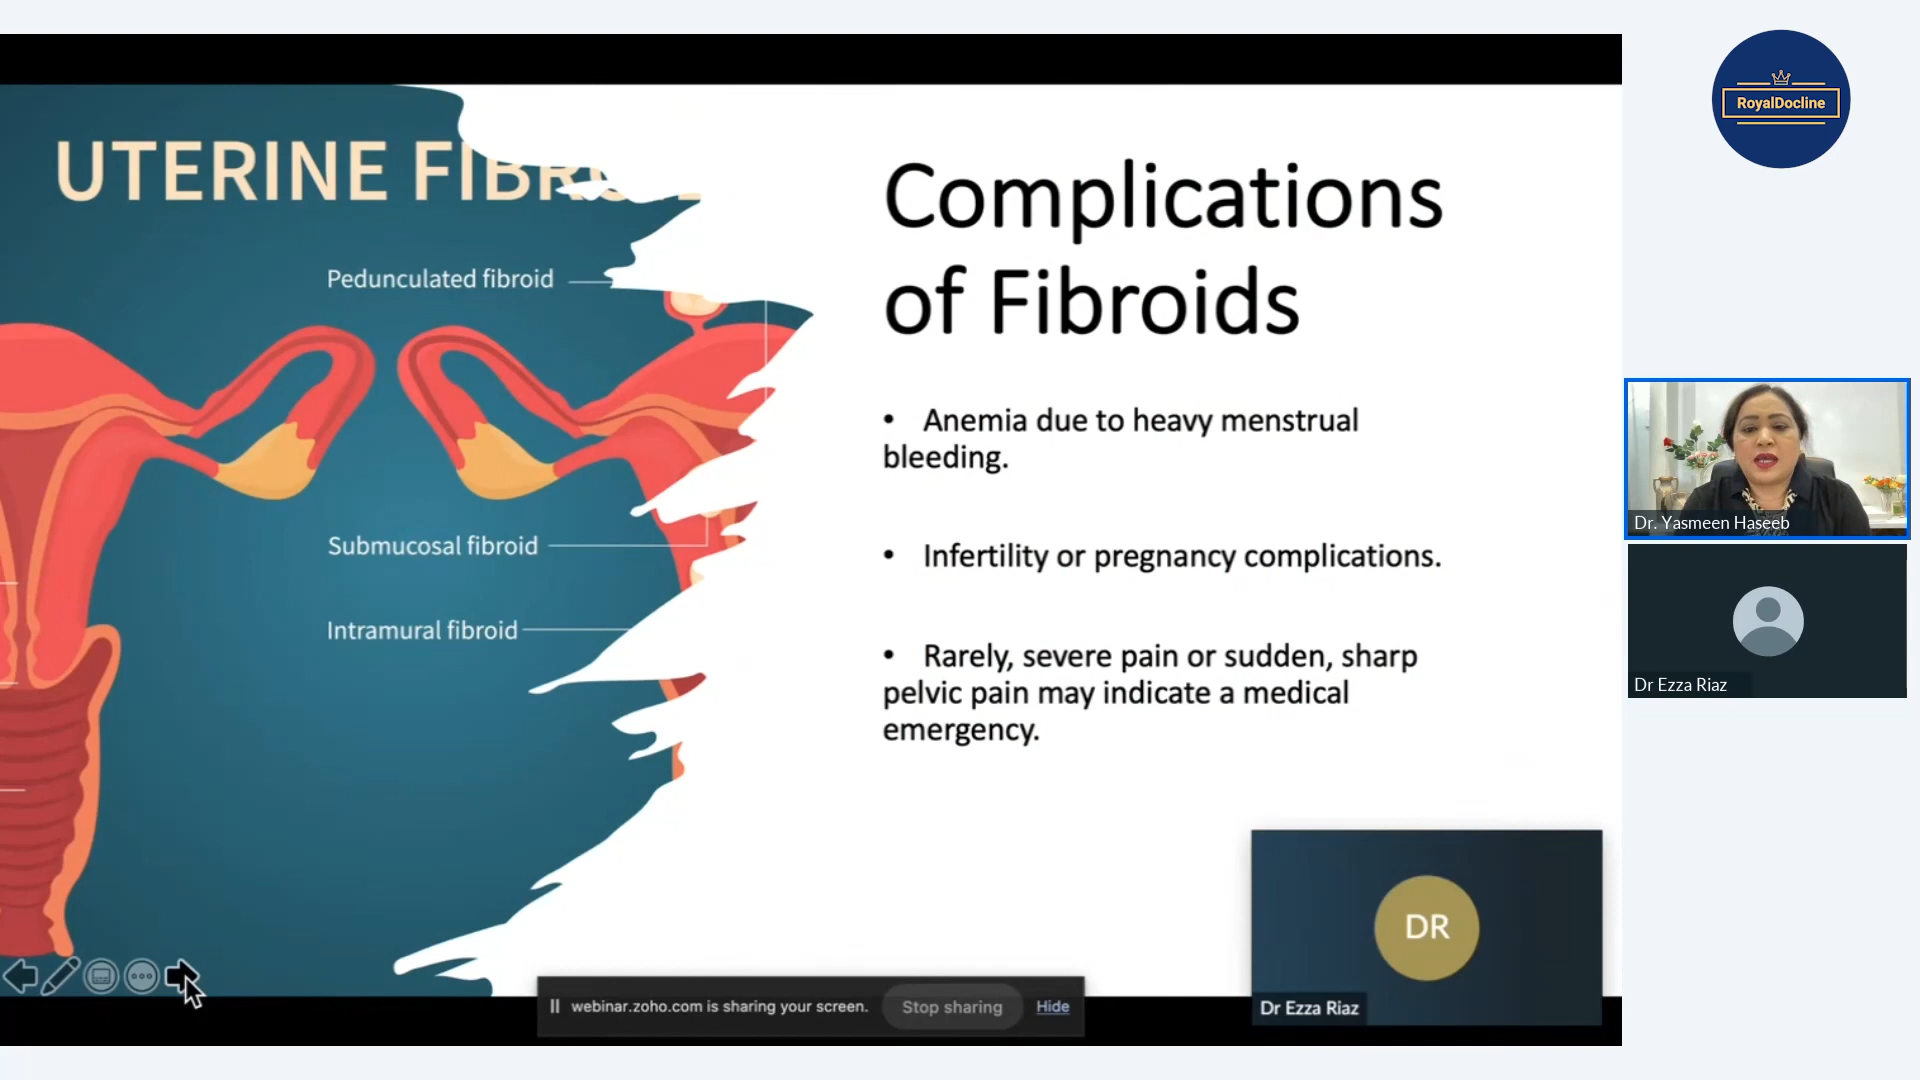 RoyalDocline
UTERINE FIBR
Complications
of Fibroids
Pedunculated fibroid
Submucosal fibroid
Intramural fibroid
• Anemia due to heavy menstrual
bleeding.
• Infertility or pregnancy complications.
• Rarely, severe pain or sudden, sharp
pelvic pain may indicate a medical
emergency.
Dr. Yasmeen Haseeb
Dr Ezza Riaz
DR
Dr Ezza Riaz
webinar.zoho.com is sharing your screen.
Stop sharing
Hide